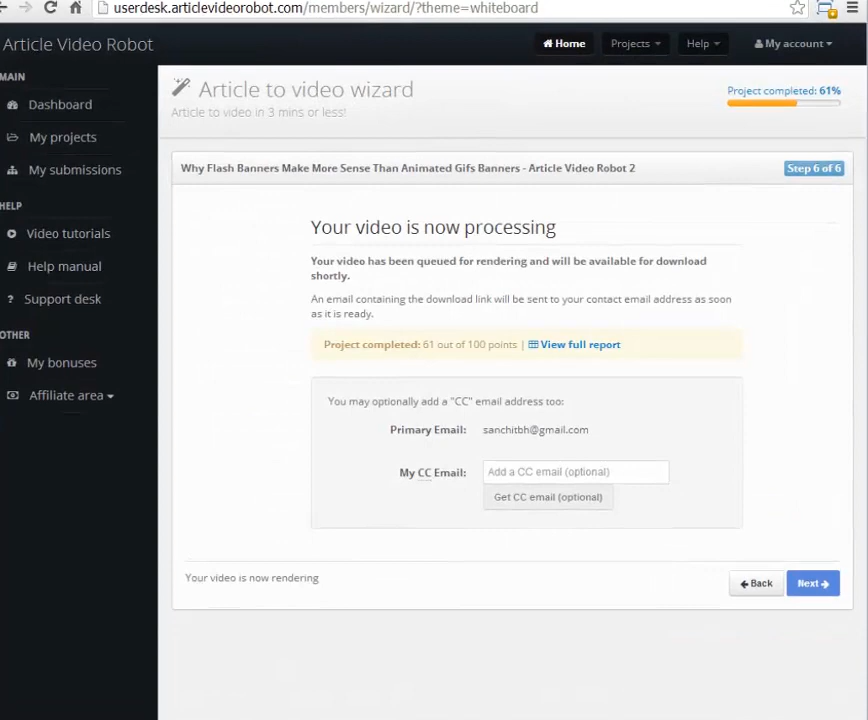 userdesk.articlevideorobot.com/members/wizard/?theme=whiteboard
Article Video Robot
Home
Projects
Help
My account
MAIN
Dashboard
My projects
My submissions
HELP
Video tutorials
Help manual
Support desk
OTHER
My bonuses
Affiliate area
Article to video wizard
Article to video in 3 mins or less!
Project completed: 61%
Why Flash Banners Make More Sense Than Animated Gifs Banners - Article Video Robot 2
Step 6 of 6
Your video is now processing
Your video has been queued for rendering and will be available for download
shortly.
An email containing the download link will be sent to your contact email address as soon
as it is ready.
Project completed: 61 out of 100 points | View full report
You may optionally add a "CC" email address too:
Primary Email: sanchitbh@gmail.com
My CC Email: Add a CC email (optional)
Get CC email (optional)
Your video is now rendering
Back
Next